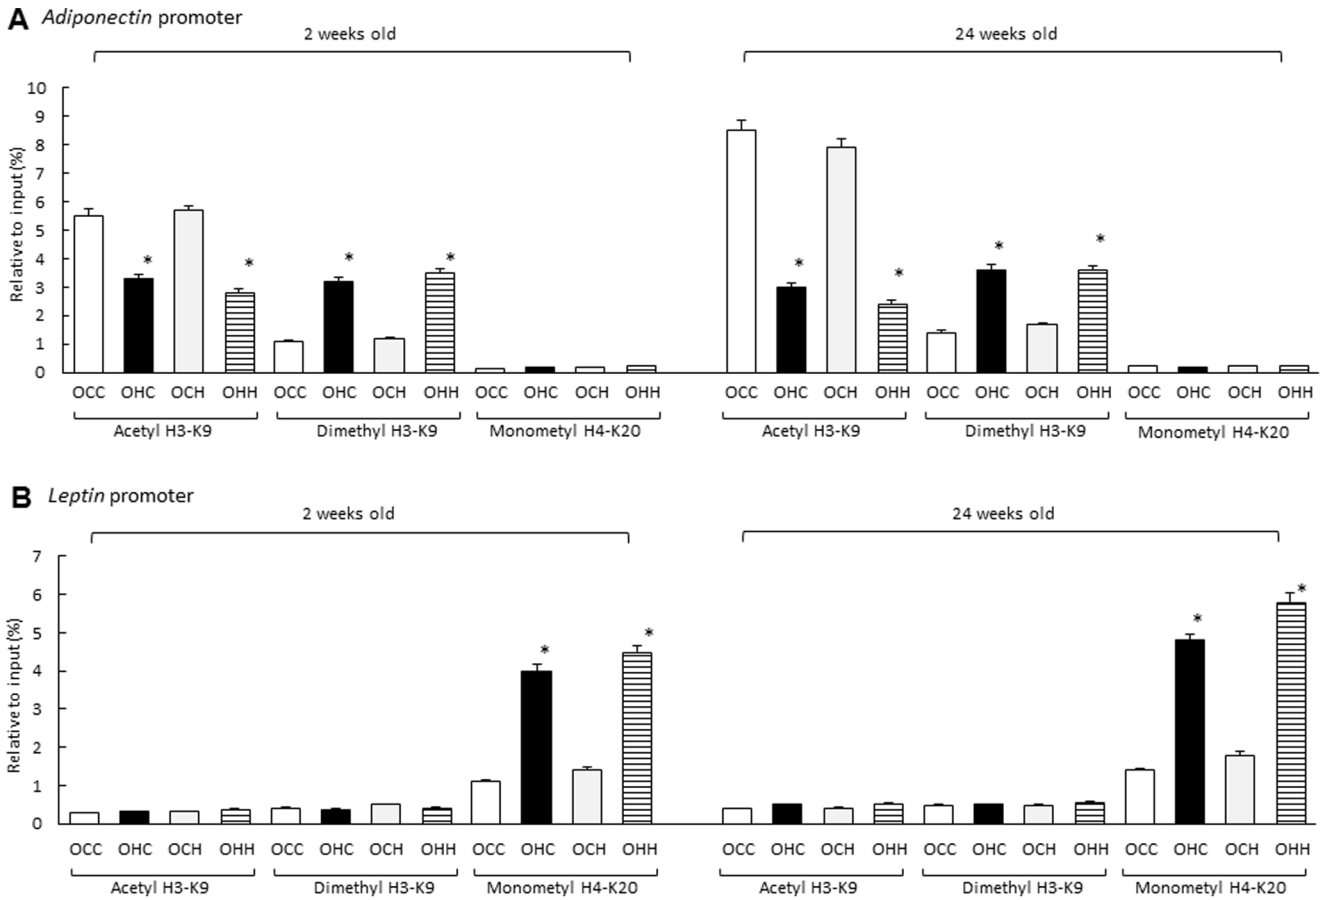 A Adiponectin promoter
2 weeks old 24 weeks old
10
9
8
7
6
5
4
3
2
1
0
Relative to input (%)
* * * * * * * *
OCC OHC OCH OHH OCC OHC OCH OHH OCC OHC OCH OHH OCC OHC OCH OHH OCC OHC OCH OHH OCC OHC OCH OHH
Acetyl H3-K9 Dimethyl H3-K9 Monometyl H4-K20 Acetyl H3-K9 Dimethyl H3-K9 Monometyl H4-K20
B Leptin promoter
2 weeks old 24 weeks old
7
6
5
4
3
2
1
0
Relative to input (%)
* * * *
OCC OHC OCH OHH OCC OHC OCH OHH OCC OHC OCH OHH OCC OHC OCH OHH OCC OHC OCH OHH OCC OHC OCH OHH
Acetyl H3-K9 Dimethyl H3-K9 Monometyl H4-K20 Acetyl H3-K9 Dimethyl H3-K9 Monometyl H4-K20